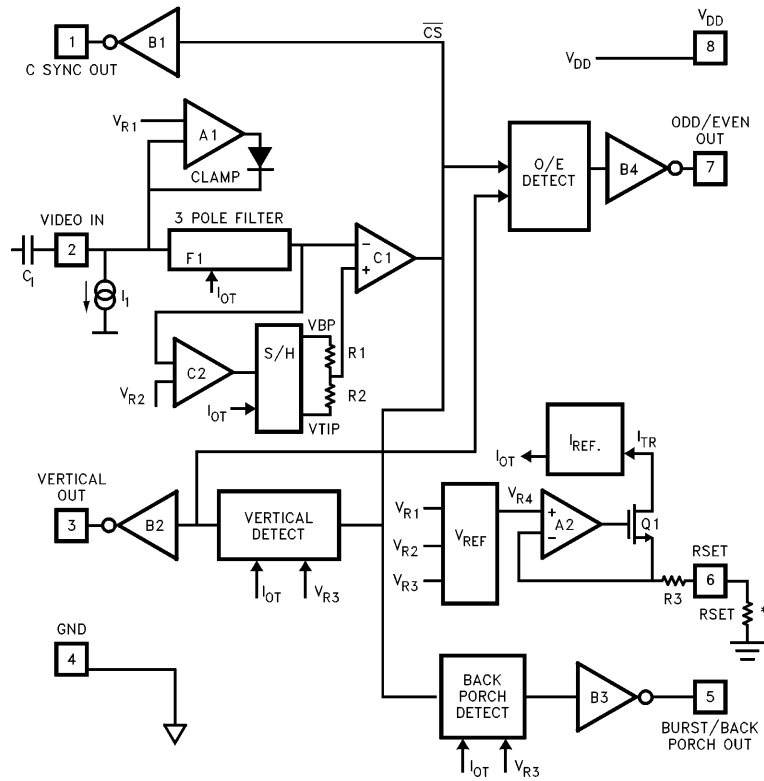 CS
VDD
1
B1
8
C SYNC OUT
VDD
VR1
A1
ODD/EVEN
OUT
O/E
DETECT
B4
7
CLAMP
VIDEO IN
3 POLE FILTER
2
F1
-
+
C1
CI
I1
IOT
VBP
S/H
R1
C2
VR2
R2
IOT
VTIP
IREF.
ITR
IOT
VERTICAL
OUT
3
B2
VERTICAL
DETECT
VR1
VR2
VR3
VREF
VR4
+
-
A2
Q1
RSET
6
R3
RSET
*
IOT
VR3
GND
4
BACK
PORCH
DETECT
B3
5
BURST/BACK
PORCH OUT
IOT
VR3